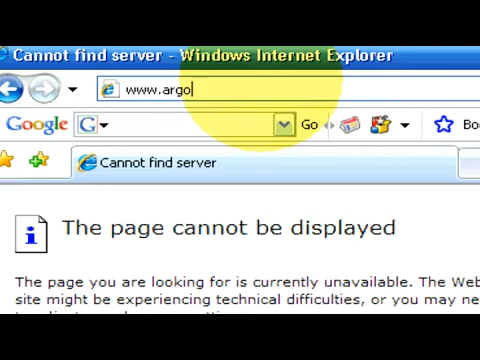 Cannot find server - Windows Internet Explorer
www.argo
Google G Go Boo
Cannot find server
The page cannot be displayed
The page you are looking for is currently unavailable. The Web
site might be experiencing technical difficulties, or you may ne